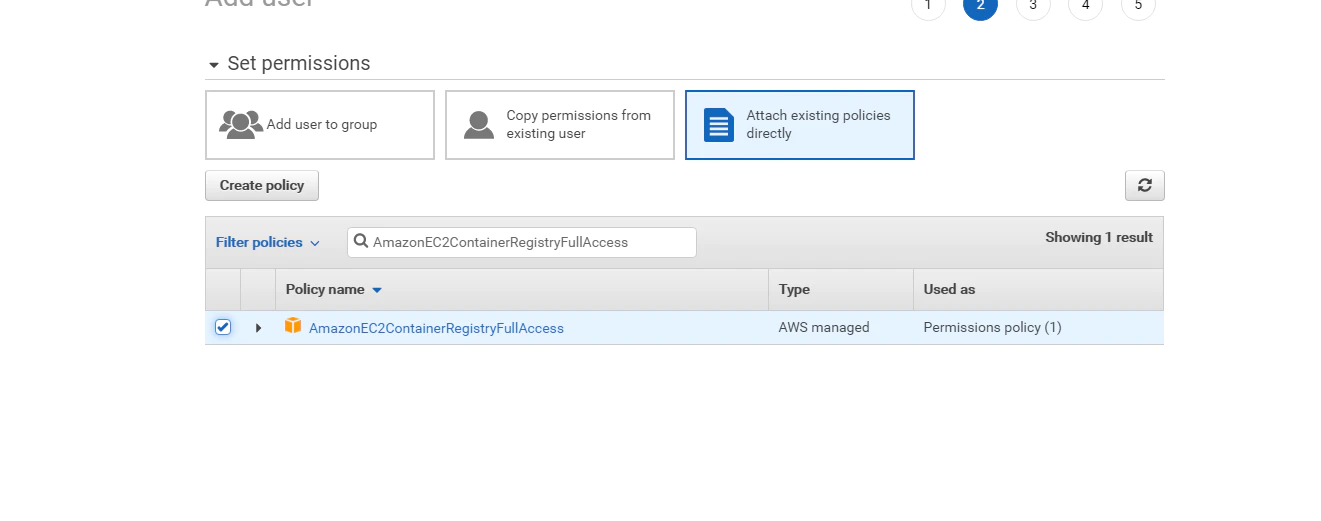 Add user
1 2 3 4 5
Set permissions
Add user to group
Copy permissions from
existing user
Attach existing policies
directly
Create policy
Filter policies
AmazonEC2ContainerRegistryFullAccess
Showing 1 result
Policy name
Type
Used as
AmazonEC2ContainerRegistryFullAccess
AWS managed
Permissions policy (1)